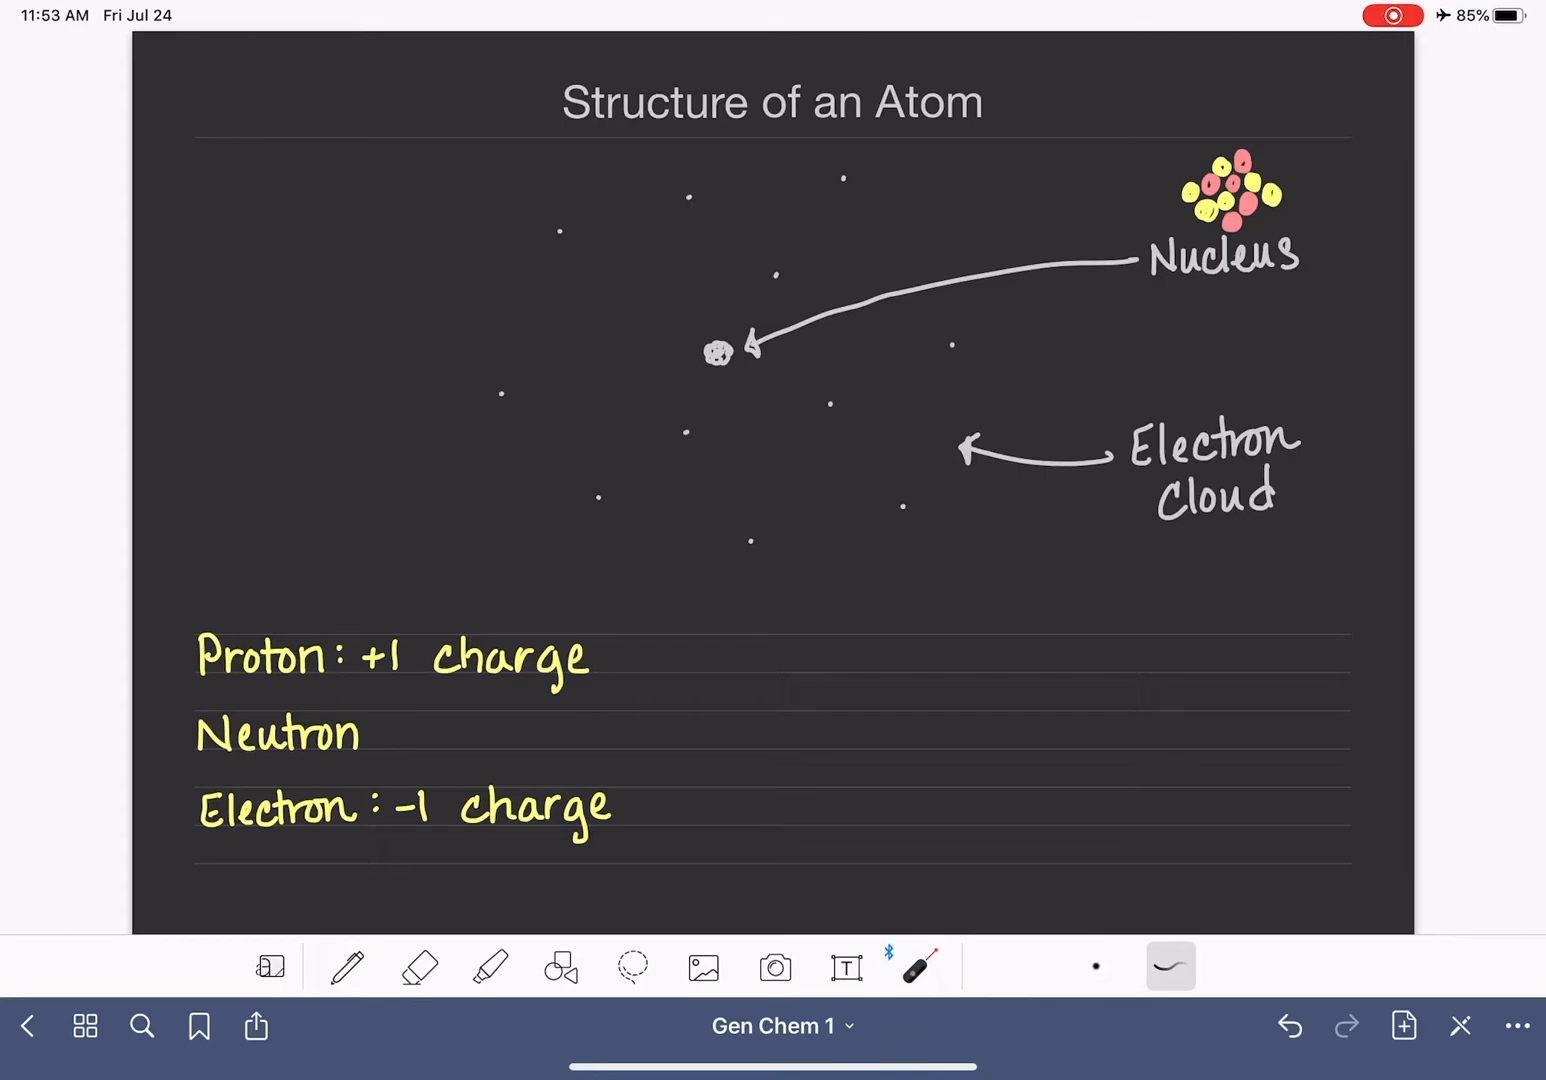 11:53 AM Fri Jul 24
85%
Structure of an Atom
Nucleus
Electron
Cloud
Proton: +1 charge
Neutron
Electron: -1 charge
T
Gen Chem 1